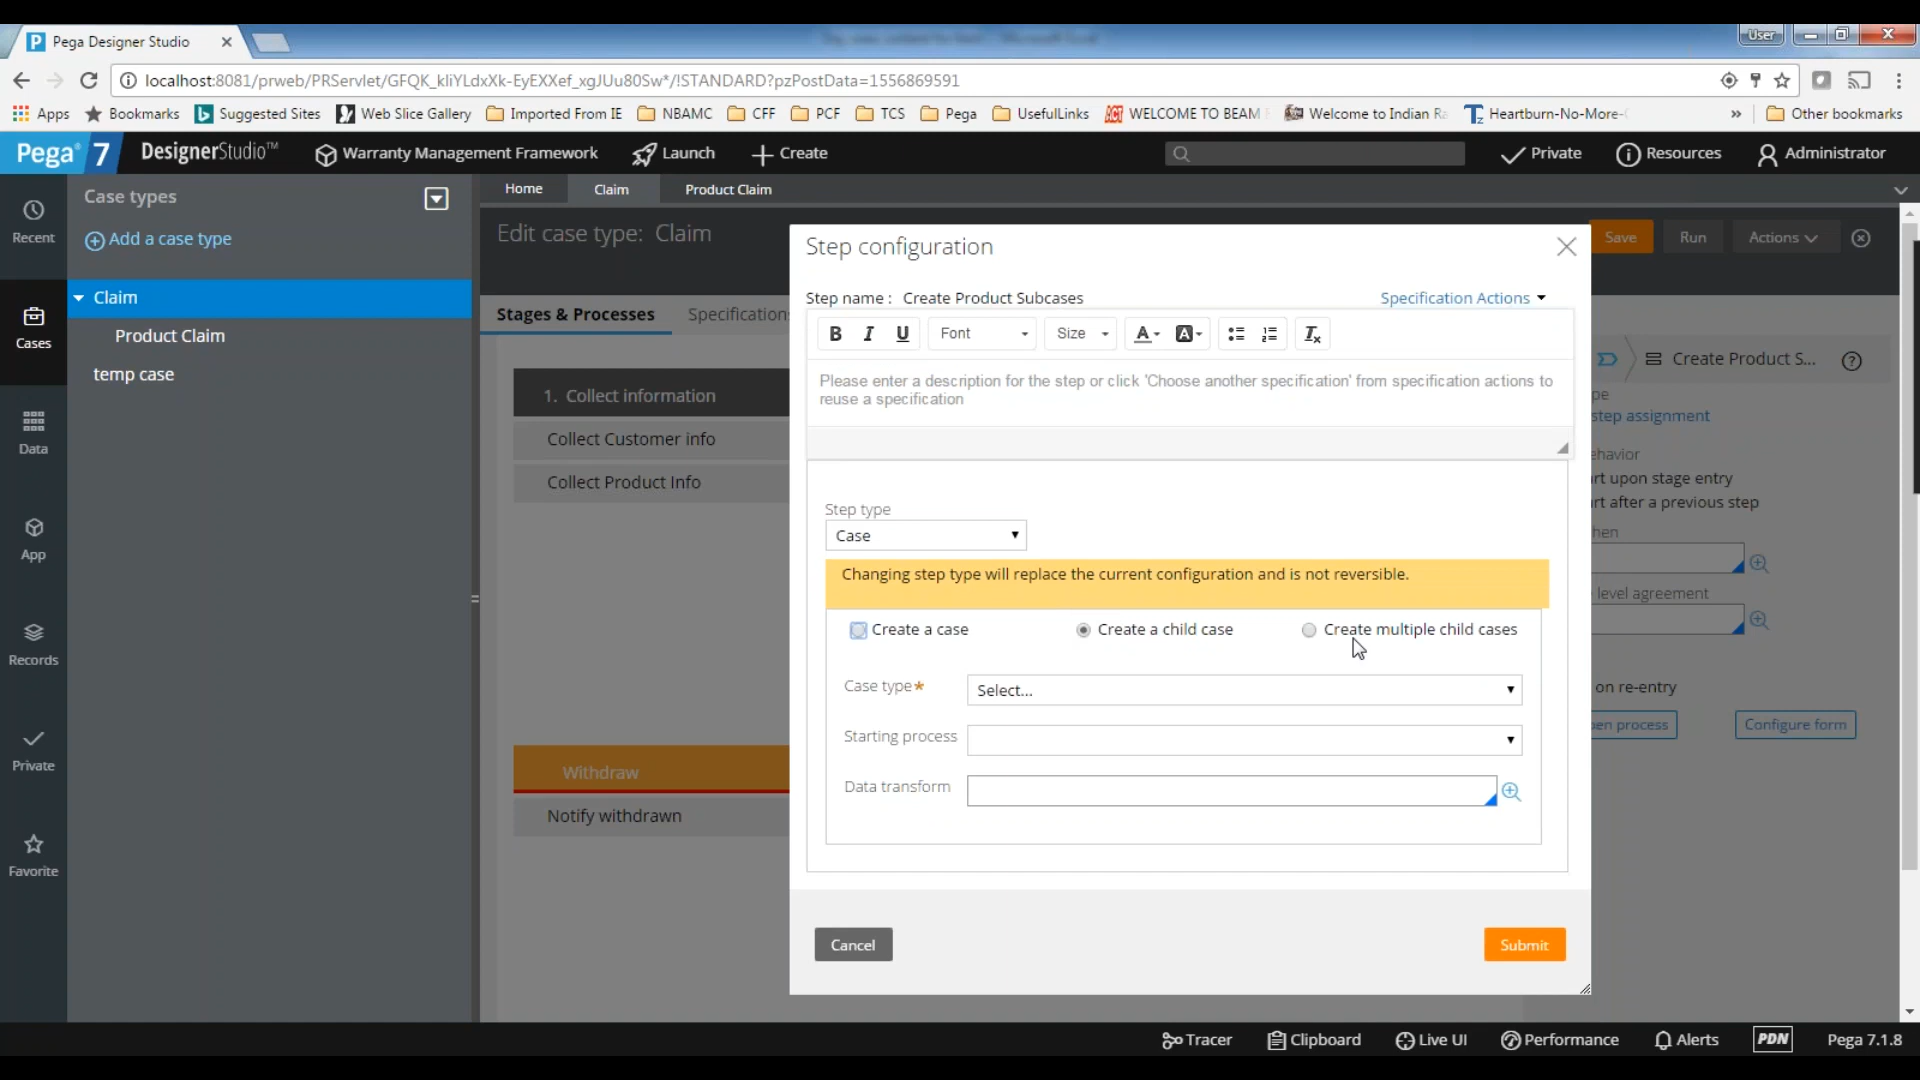 Pega Designer Studio
User
localhost:8081/prweb/PRServlet/GFQK_kliYLdxXk-EyEXXef_xgJUu80Sw*/!STANDARD?pzPostData=1556869591
Apps Bookmarks Suggested Sites Web Slice Gallery Imported From IE NBAMC CFF PCF TCS Pega UsefulLinks WELCOME TO BEAM Welcome to Indian Ra Heartburn-No-More- » Other bookmarks
Pega 7 DesignerStudio™ Warranty Management Framework Launch Create Private Resources Administrator
Case types
Add a case type
Claim
Product Claim
temp case
Recent
Cases
Data
App
Records
Private
Favorite
Home Claim Product Claim
Edit case type: Claim
Save Run Actions
Stages & Processes Specification
1. Collect information
Collect Customer info
Collect Product Info
Withdraw
Notify withdrawn
Step configuration
Step name : Create Product Subcases
Specification Actions
B I U Font Size A A
Please enter a description for the step or click 'Choose another specification' from specification actions to
reuse a specification
Step type
Case
Changing step type will replace the current configuration and is not reversible.
Create a case Create a child case Create multiple child cases
Case type* Select...
Starting process
Data transform
Cancel Submit
Create Product S...
pe
step assignment
ehavior
rt upon stage entry
rt after a previous step
hen
level agreement
on re-entry
en process Configure form
Tracer Clipboard Live UI Performance Alerts PDN Pega 7.1.8